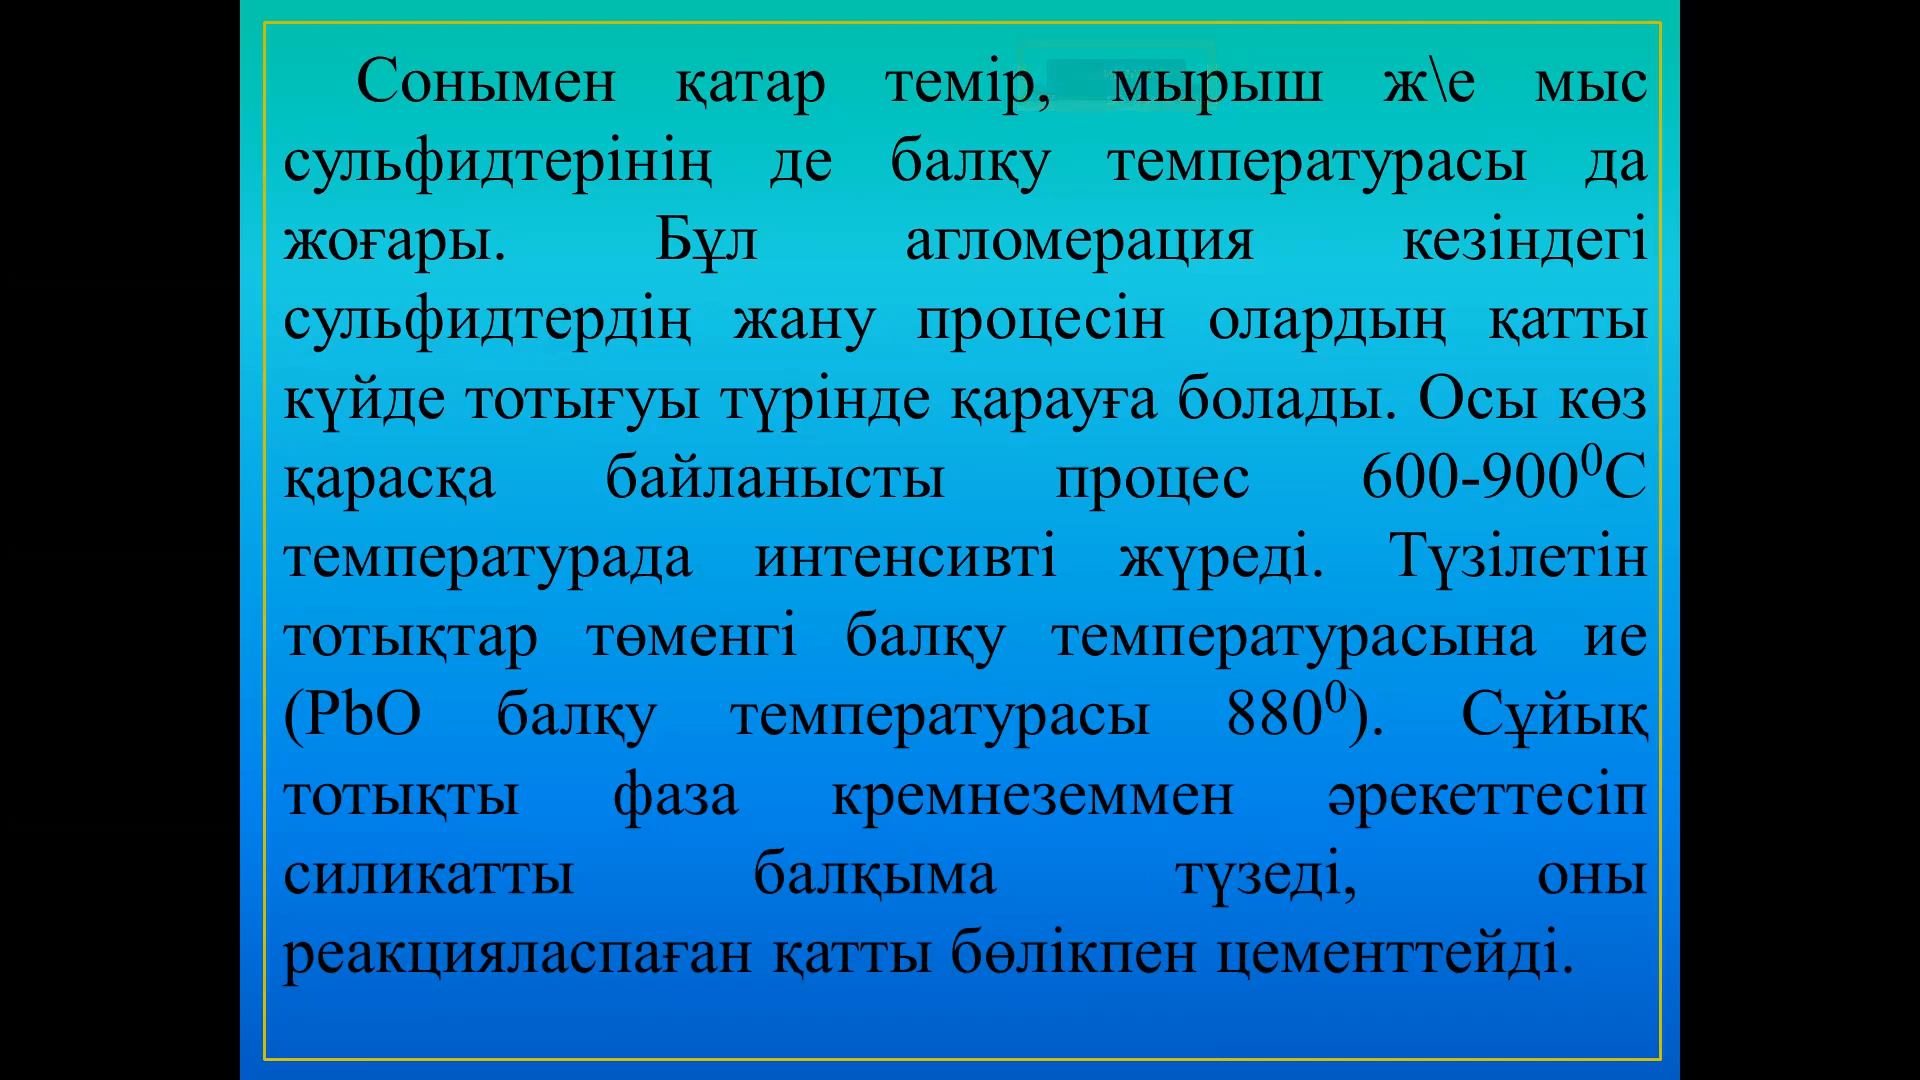 Сонымен қатар темір, мырыш ж\е мыс
сульфидтерінің де балқу температурасы да
жоғары. Бұл агломерация кезіндегі
сульфидтердің жану процесін олардың қатты
күйде тотығуы түрінде қарауға болады. Осы көз
қарасқа байланысты процес 600-900⁰С
температурада интенсивті жүреді. Түзілетін
тотықтар төменгі балқу температурасына ие
(PbO балқу температурасы 880⁰). Сұйық
тотықты фаза кремнеземмен әрекеттесіп
силикатты балқыма түзеді, оны
реакцияласпаған қатты бөлікпен цементтейді.